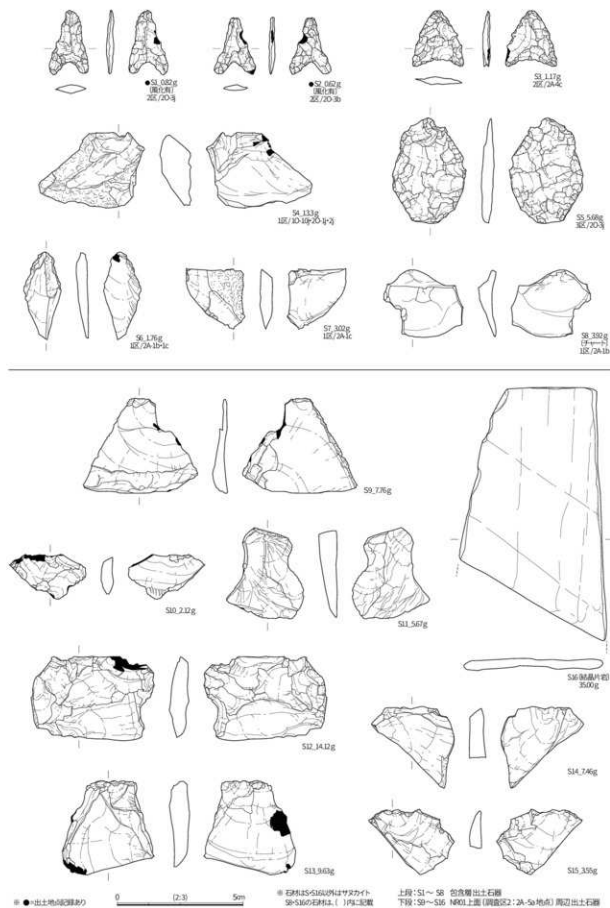 ●S1_0.82g
(風化痕)
2区/2O-3j
●S2_0.62g
(風化痕)
2区/2O-3b
S3_1.17g
2区/2A-4c
S4_13.3g
1区/1O-10j+2O-1j+2j
S5_5.68g
3区/2O-3j
S6_1.76g
1区/2A-1b+1c
S7_3.02g
1区/2A-1c
S8_3.92g
(チャート)
1区/2A-1b
S9_7.76g
S10_2.12g
S11_5.67g
S16(結晶片岩)
35.00g
S12_14.12g
S14_7.46g
S13_9.63g
S15_3.55g
※ ●=出土地点記録あり
0 (2:3) 5cm
※ 石材はS8・S16以外はサヌカイト
S8・S16の石材は、( )内に記載
上段:S1～S8 包含層出土石器
下段:S9～S16 NR01上面(調査区2:2A-5a地点)周辺出土石器